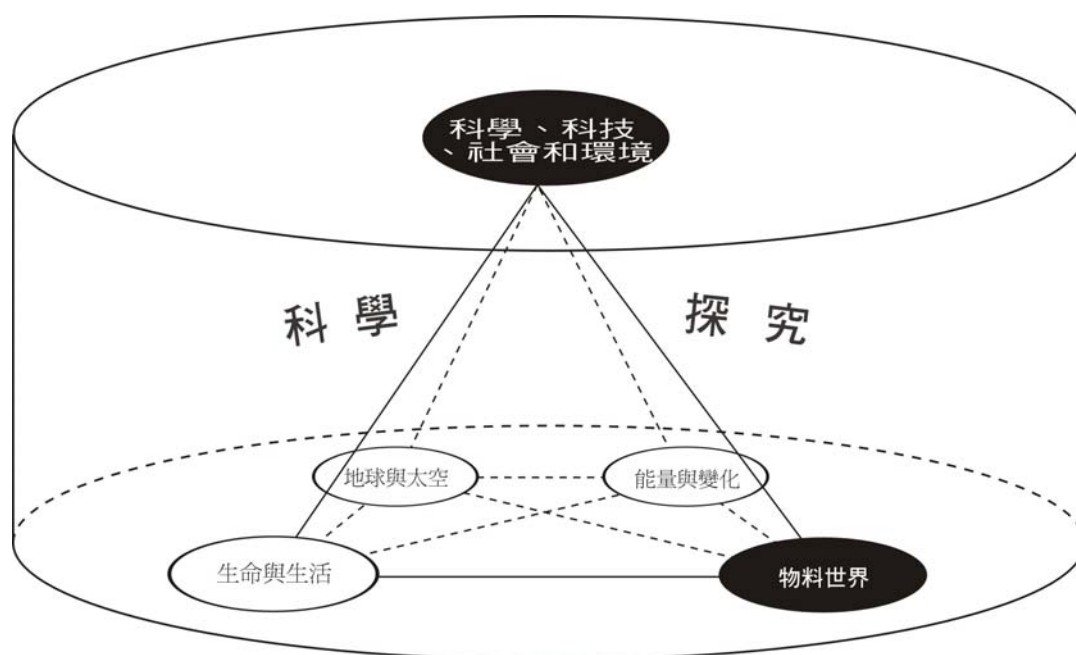 科學、科技
、社會和環境
科學 探究
地球與太空
能量與變化
生命與生活
物料世界